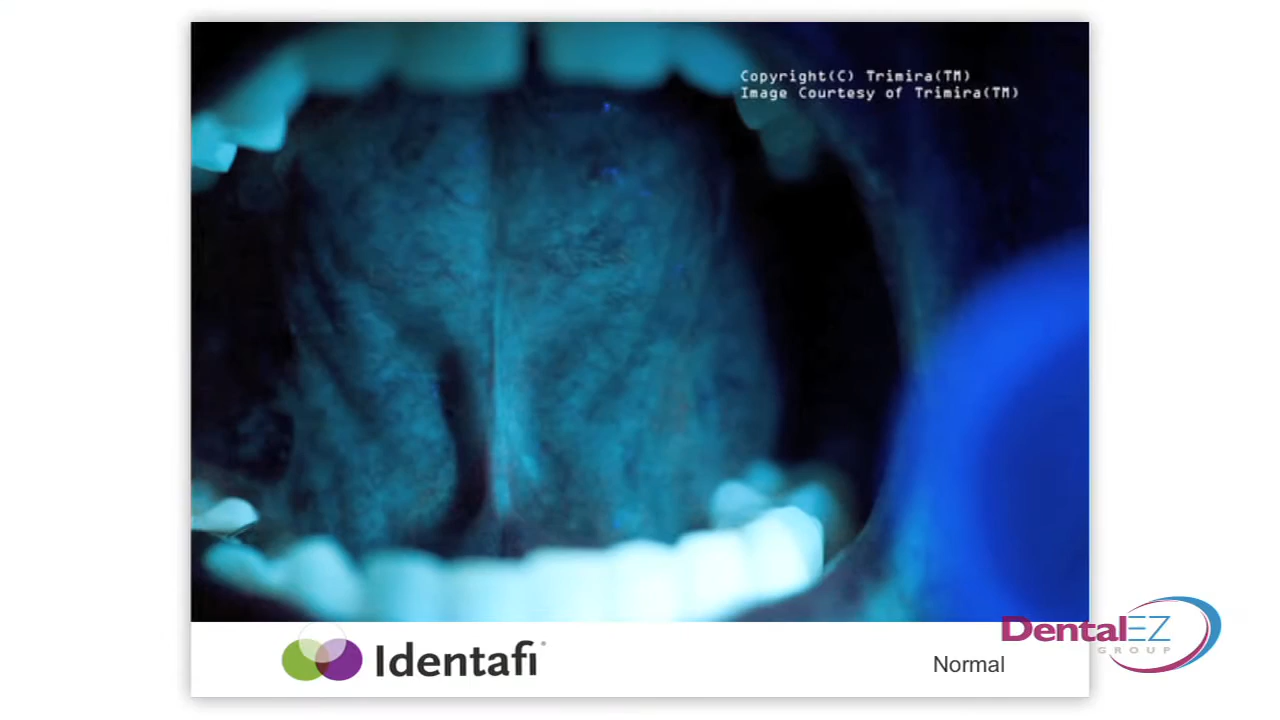 Copyright(C) Trimira(TM)
Image Courtesy of Trimira(TM)
DentalEZ
GROUP
Identafi
Normal